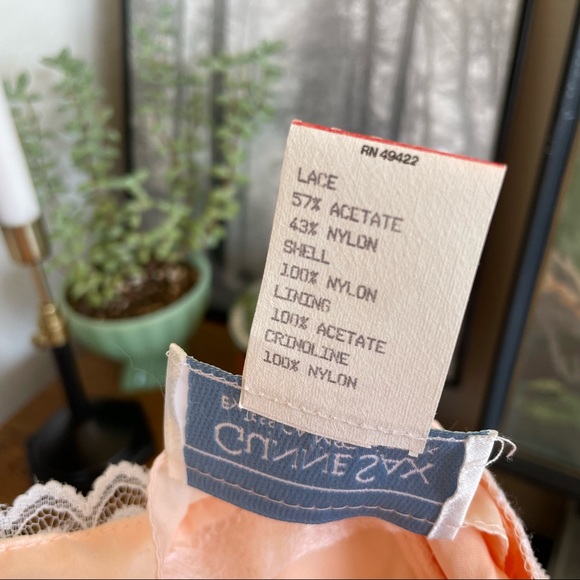 RN 49422
LACE
57% ACETATE
43% NYLON
SHELL
100% NYLON
LINING
100% ACETATE
CRINOLINE
100% NYLON
GUNNE SAX